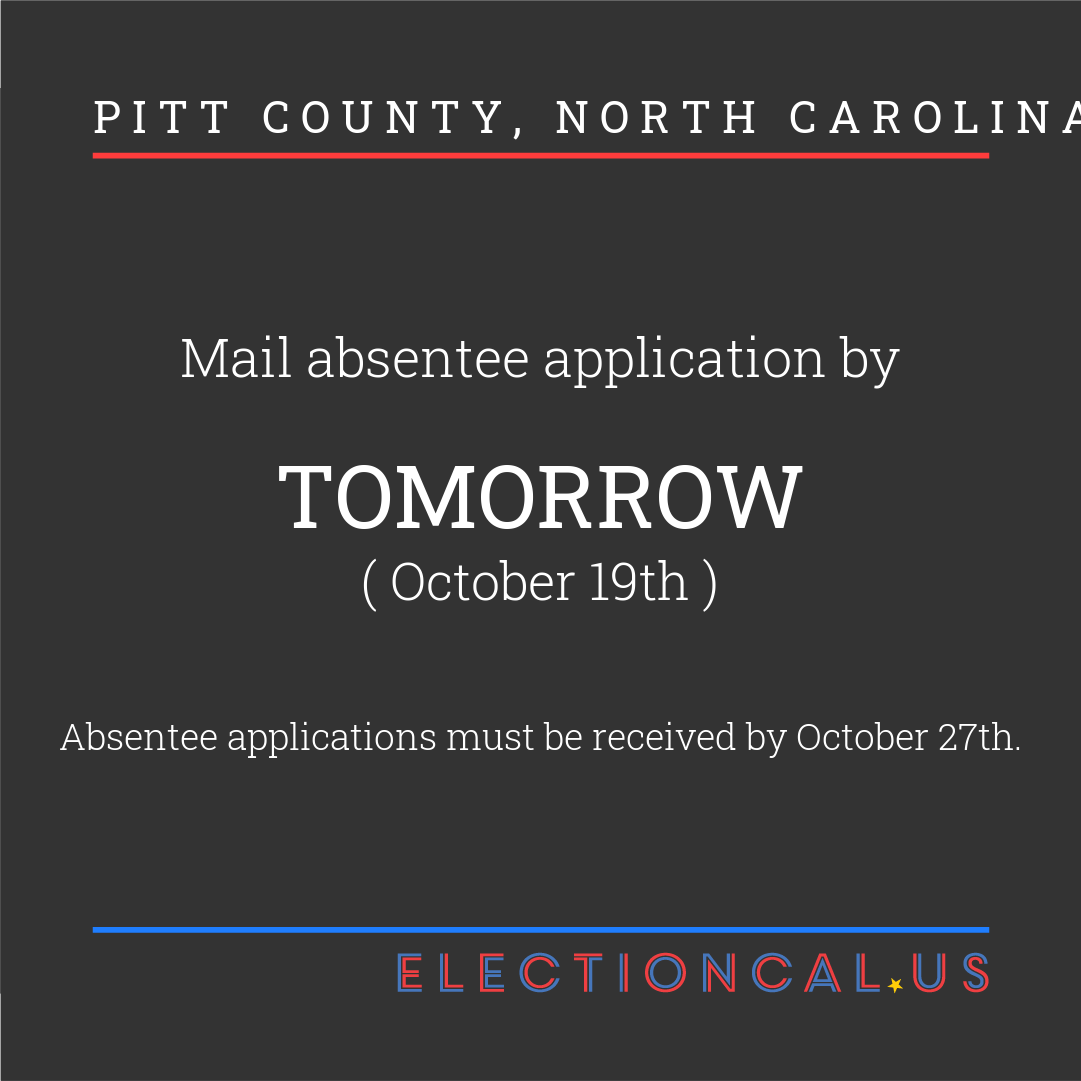 PITT COUNTY, NORTH CAROLINA
Mail absentee application by
TOMORROW
( October 19th )
Absentee applications must be received by October 27th.
ELECTIONCAL.US